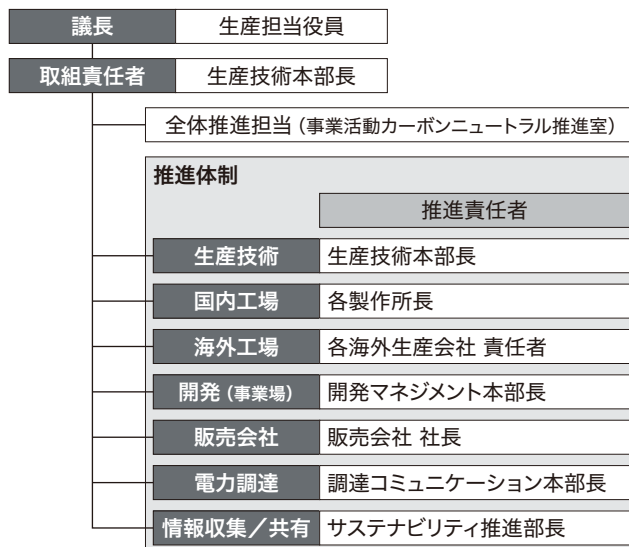 議長 生産担当役員
取組責任者 生産技術本部長
全体推進担当（事業活動カーボンニュートラル推進室）
推進体制
推進責任者
生産技術 生産技術本部長
国内工場 各製作所長
海外工場 各海外生産会社 責任者
開発（事業場） 開発マネジメント本部長
販売会社 販売会社 社長
電力調達 調達コミュニケーション本部長
情報収集／共有 サステナビリティ推進部長